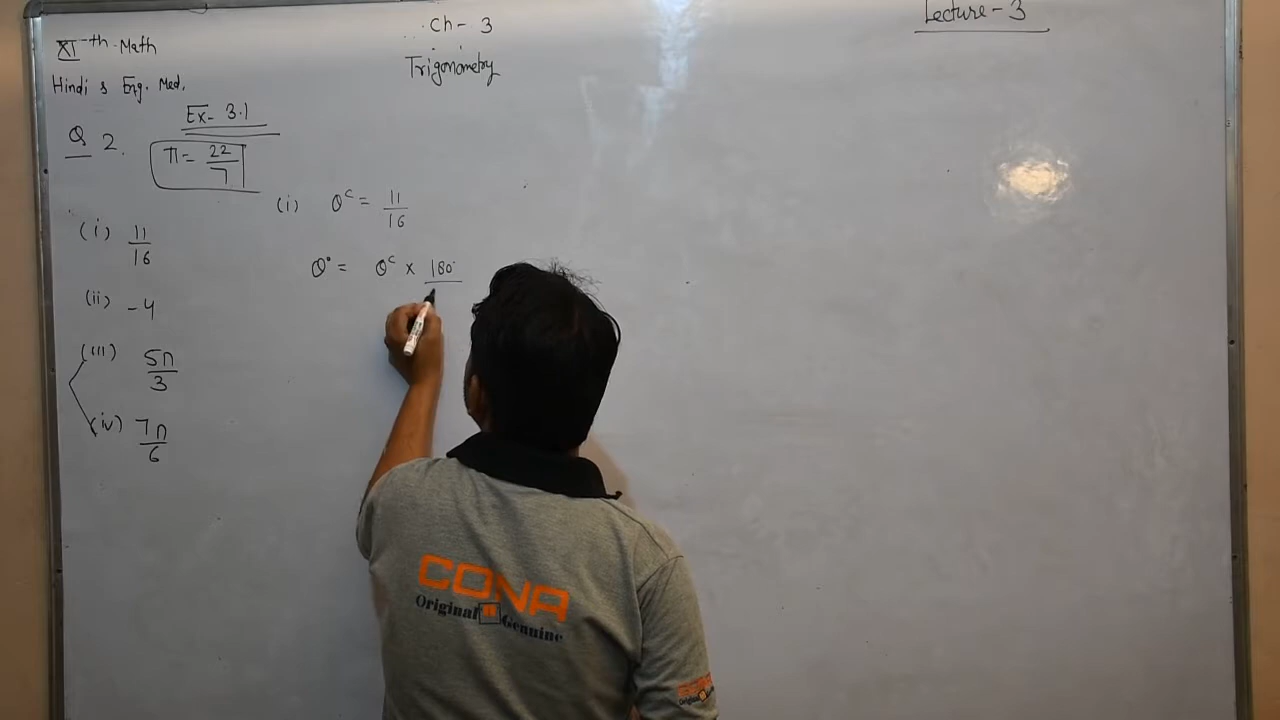 Ch - 3
Lecture - 3
XI-th Math
Trigonometry
Hindi & Eng. Med.
Ex- 3.1
Q 2.
π = 22/7
(i) 11/16
(ii) -4
(iii) 5π/3
(iv) 7π/6
(i) θᶜ = 11/16
θ° = θᶜ × 180°
CONA
Original Genuine